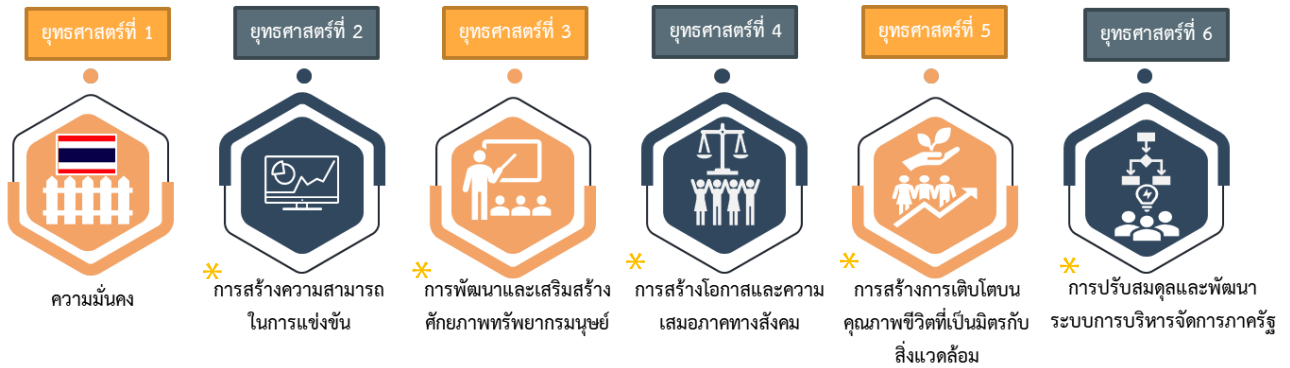 ยุทธศาสตร์ที่ 1
ยุทธศาสตร์ที่ 2
ยุทธศาสตร์ที่ 3
ยุทธศาสตร์ที่ 4
ยุทธศาสตร์ที่ 5
ยุทธศาสตร์ที่ 6
ความมั่นคง
* การสร้างความสามารถ
ในการแข่งขัน
* การพัฒนาและเสริมสร้าง
ศักยภาพทรัพยากรมนุษย์
* การสร้างโอกาสและความ
เสมอภาคทางสังคม
* การสร้างการเติบโตบน
คุณภาพชีวิตที่เป็นมิตรกับ
สิ่งแวดล้อม
* การปรับสมดุลและพัฒนา
ระบบการบริหารจัดการภาครัฐ